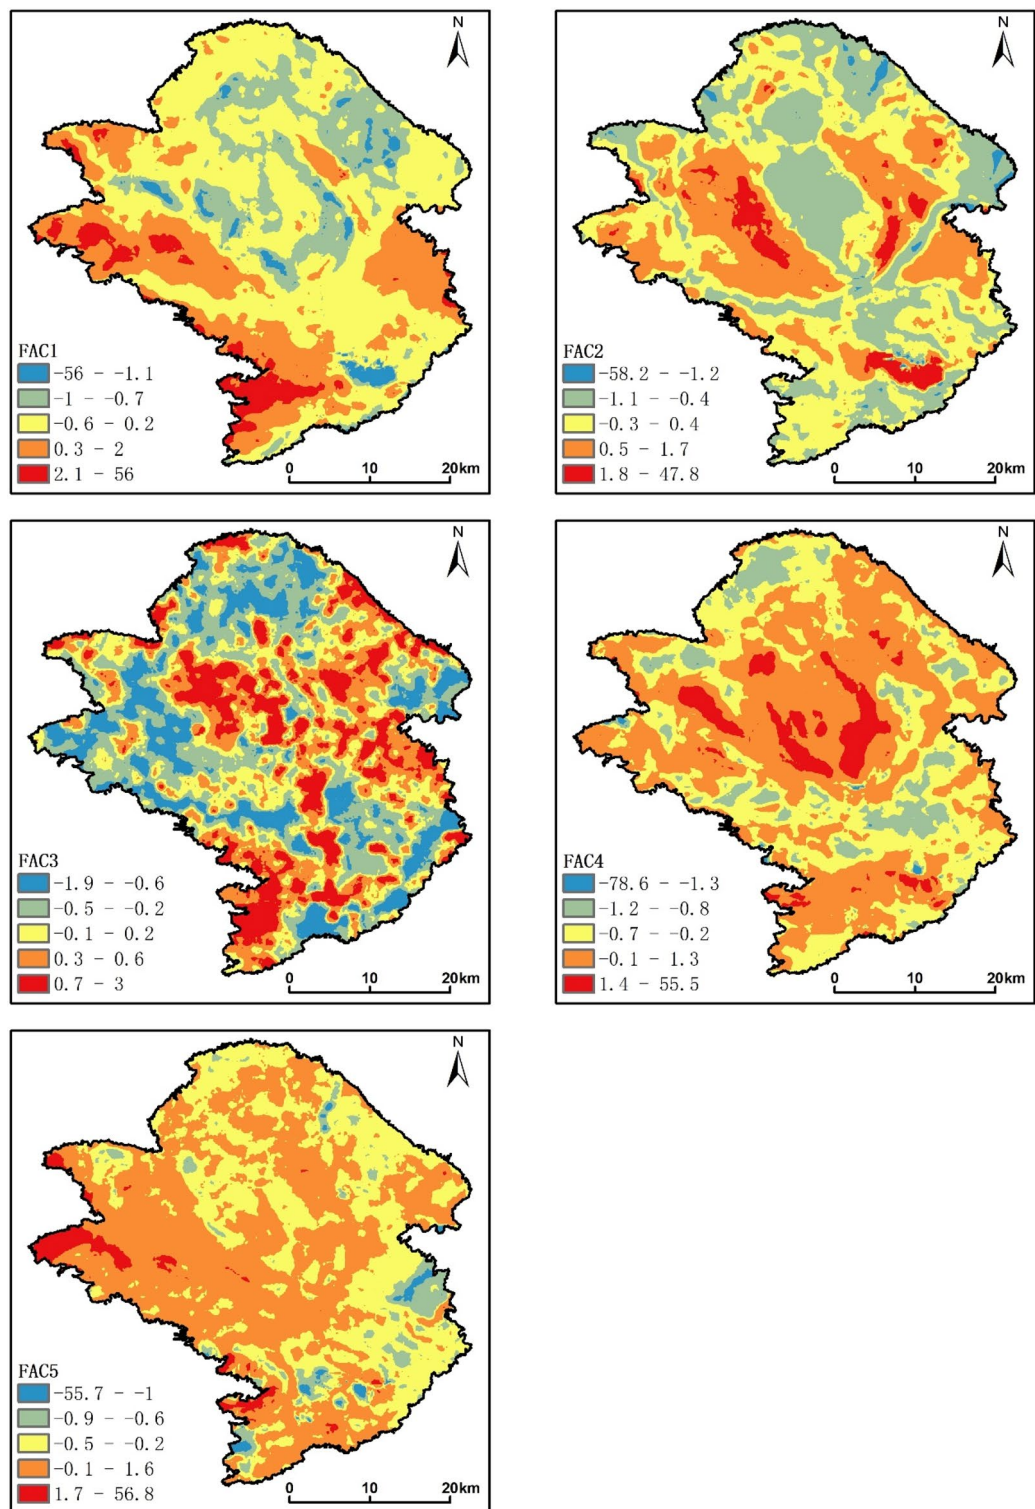 N
FAC1
-56 - -1.1
-1 - -0.7
-0.6 - 0.2
0.3 - 2
2.1 - 56
0 10 20km
N
FAC2
-58.2 - -1.2
-1.1 - -0.4
-0.3 - 0.4
0.5 - 1.7
1.8 - 47.8
0 10 20km
N
FAC3
-1.9 - -0.6
-0.5 - -0.2
-0.1 - 0.2
0.3 - 0.6
0.7 - 3
0 10 20km
N
FAC4
-78.6 - -1.3
-1.2 - -0.8
-0.7 - -0.2
-0.1 - 1.3
1.4 - 55.5
0 10 20km
N
FAC5
-55.7 - -1
-0.9 - -0.6
-0.5 - -0.2
-0.1 - 1.6
1.7 - 56.8
0 10 20km